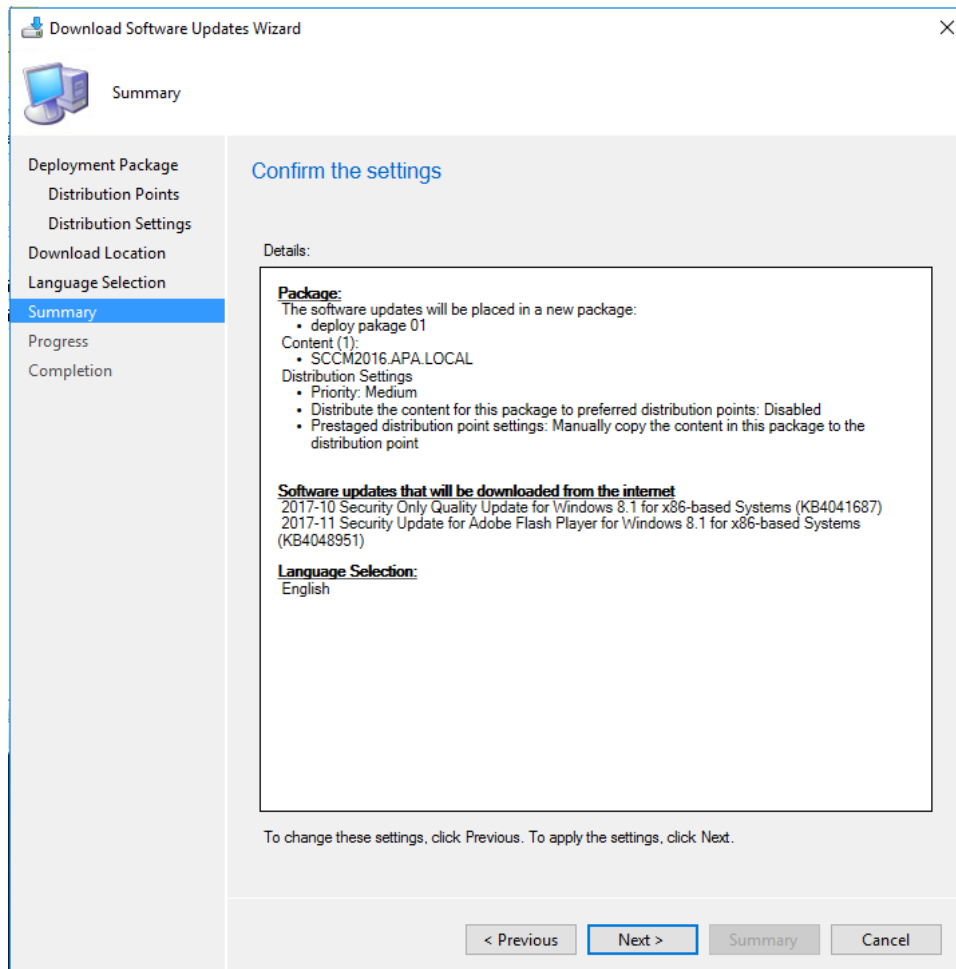 Download Software Updates Wizard
Summary
Deployment Package
Distribution Points
Distribution Settings
Download Location
Language Selection
Summary
Progress
Completion
Confirm the settings
Details:
Package:
The software updates will be placed in a new package:
• deploy pakage 01
Content (1):
• SCCM2016.APA.LOCAL
Distribution Settings
• Priority: Medium
• Distribute the content for this package to preferred distribution points: Disabled
• Prestaged distribution point settings: Manually copy the content in this package to the
distribution point
Software updates that will be downloaded from the internet
2017-10 Security Only Quality Update for Windows 8.1 for x86-based Systems (KB4041687)
2017-11 Security Update for Adobe Flash Player for Windows 8.1 for x86-based Systems
(KB4048951)
Language Selection:
English
To change these settings, click Previous. To apply the settings, click Next.
< Previous Next > Summary Cancel